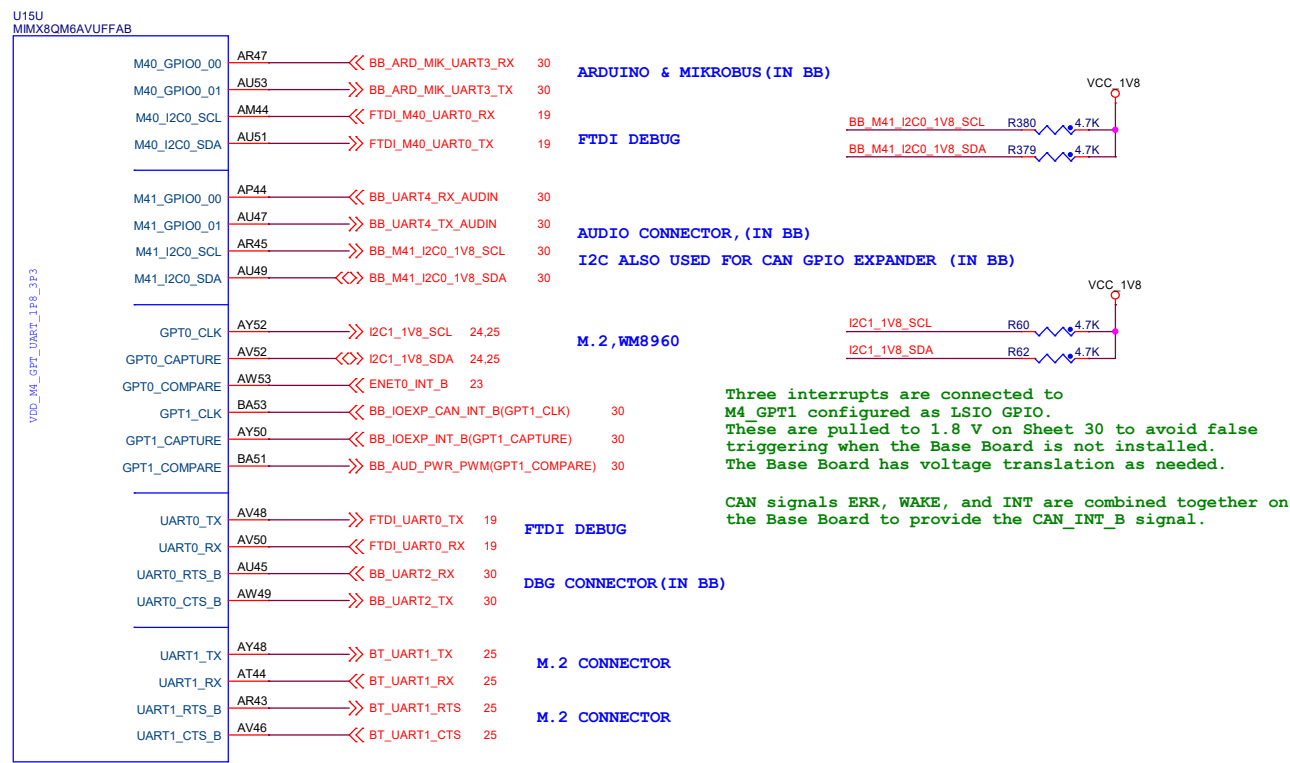 U15U
MIMX8QM6AVUFFAB
VDD_M4_GPT_UART_1P8_3P3
M40_GPIO0_00 AR47 BB_ARD_MIK_UART3_RX 30
M40_GPIO0_01 AU53 BB_ARD_MIK_UART3_TX 30
ARDUINO & MIKROBUS(IN BB)
M40_I2C0_SCL AM44 FTDI_M40_UART0_RX 19
M40_I2C0_SDA AU51 FTDI_M40_UART0_TX 19
FTDI DEBUG
VCC_1V8
BB_M41_I2C0_1V8_SCL R380 4.7K
BB_M41_I2C0_1V8_SDA R379 4.7K
M41_GPIO0_00 AP44 BB_UART4_RX_AUDIN 30
M41_GPIO0_01 AU47 BB_UART4_TX_AUDIN 30
M41_I2C0_SCL AR45 BB_M41_I2C0_1V8_SCL 30
M41_I2C0_SDA AU49 BB_M41_I2C0_1V8_SDA 30
AUDIO CONNECTOR,(IN BB)
I2C ALSO USED FOR CAN GPIO EXPANDER (IN BB)
GPT0_CLK AY52 I2C1_1V8_SCL 24,25
GPT0_CAPTURE AV52 I2C1_1V8_SDA 24,25
M.2,WM8960
VCC_1V8
I2C1_1V8_SCL R60 4.7K
I2C1_1V8_SDA R62 4.7K
GPT0_COMPARE AW53 ENET0_INT_B 23
GPT1_CLK BA53 BB_IOEXP_CAN_INT_B(GPT1_CLK) 30
GPT1_CAPTURE AY50 BB_IOEXP_INT_B(GPT1_CAPTURE) 30
GPT1_COMPARE BA51 BB_AUD_PWR_PWM(GPT1_COMPARE) 30
Three interrupts are connected to
M4_GPT1 configured as LSIO GPIO.
These are pulled to 1.8 V on Sheet 30 to avoid false
triggering when the Base Board is not installed.
The Base Board has voltage translation as needed.
CAN signals ERR, WAKE, and INT are combined together on
the Base Board to provide the CAN_INT_B signal.
UART0_TX AV48 FTDI_UART0_TX 19
UART0_RX AV50 FTDI_UART0_RX 19
FTDI DEBUG
UART0_RTS_B AU45 BB_UART2_RX 30
UART0_CTS_B AW49 BB_UART2_TX 30
DBG CONNECTOR(IN BB)
UART1_TX AY48 BT_UART1_TX 25
UART1_RX AT44 BT_UART1_RX 25
M.2 CONNECTOR
UART1_RTS_B AR43 BT_UART1_RTS 25
UART1_CTS_B AV46 BT_UART1_CTS 25
M.2 CONNECTOR